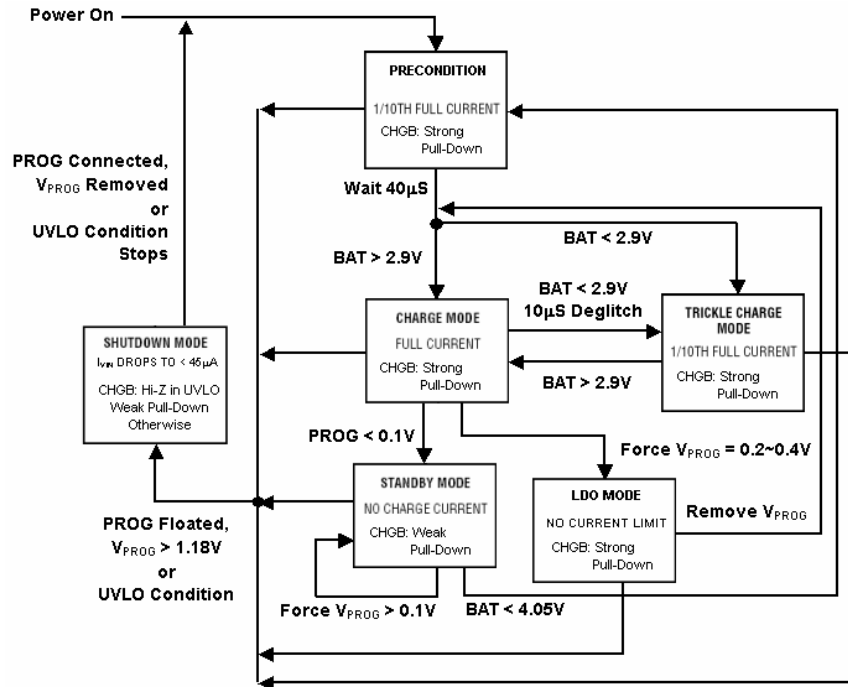 Power On
PRECONDITION
1/10TH FULL CURRENT
CHGB: Strong
Pull-Down
PROG Connected,
VPROG Removed
or
UVLO Condition
Stops
Wait 40μS
BAT > 2.9V
BAT < 2.9V
BAT < 2.9V
10μS Deglitch
CHARGE MODE
FULL CURRENT
CHGB: Strong
Pull-Down
TRICKLE CHARGE
MODE
1/10TH FULL CURRENT
CHGB: Strong
Pull-Down
BAT > 2.9V
SHUTDOWN MODE
IVIN DROPS TO < 45μA
CHGB: Hi-Z in UVLO
Weak Pull-Down
Otherwise
PROG < 0.1V
Force VPROG = 0.2~0.4V
STANDBY MODE
NO CHARGE CURRENT
CHGB: Weak
Pull-Down
LDO MODE
NO CURRENT LIMIT
CHGB: Strong
Pull-Down
Remove VPROG
PROG Floated,
VPROG > 1.18V
or
UVLO Condition
Force VPROG > 0.1V
BAT < 4.05V